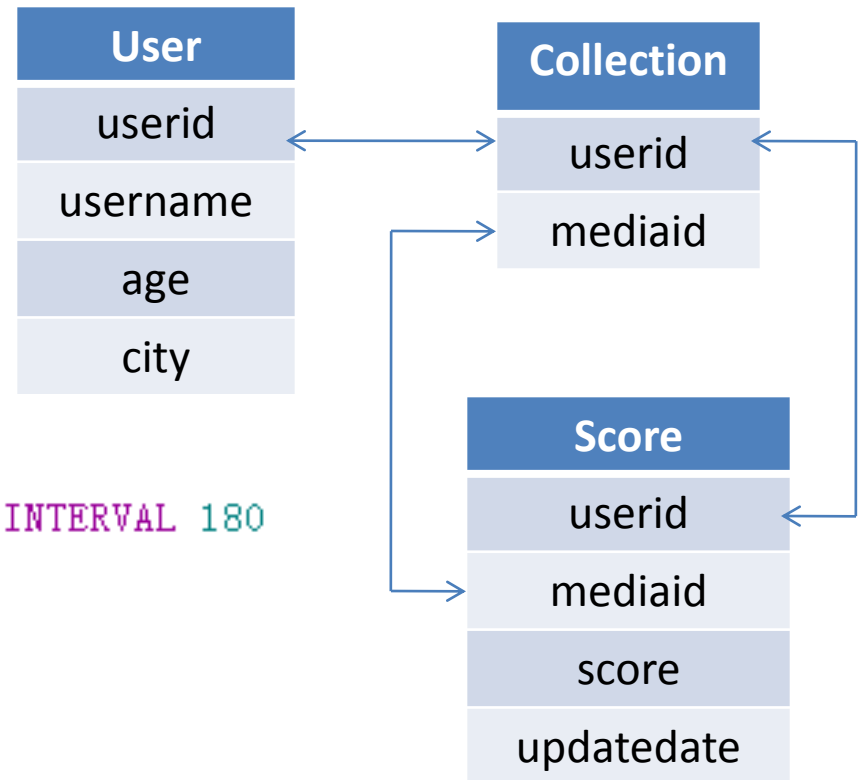 User
userid
username
age
city
Collection
userid
mediaid
INTERVAL 180
Score
userid
mediaid
score
updatedate